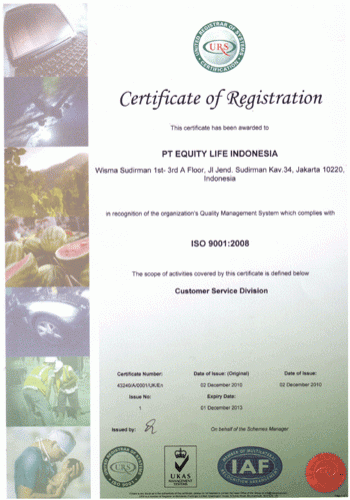 UNITED REGISTRAR OF SYSTEMS
URS
CERTIFICATION
Certificate of Registration
This certificate has been awarded to
PT EQUITY LIFE INDONESIA
Wisma Sudirman 1st- 3rd A Floor, Jl Jend. Sudirman Kav.34, Jakarta 10220,
Indonesia
in recognition of the organization's Quality Management System which complies with
ISO 9001:2008
The scope of activities covered by this certificate is defined below
Customer Service Division
Certificate Number: Date of Issue: (Original) Date of Issue:
43249/A/0001/UK/En 02 December 2010 02 December 2010
Issue No: Expiry Date:
1 01 December 2013
Issued by: On behalf of the Schemes Manager
URS
UKAS
MANAGEMENT
SYSTEMS
MEMBER OF MULTILATERAL
IAF
RECOGNITION ARRANGEMENT